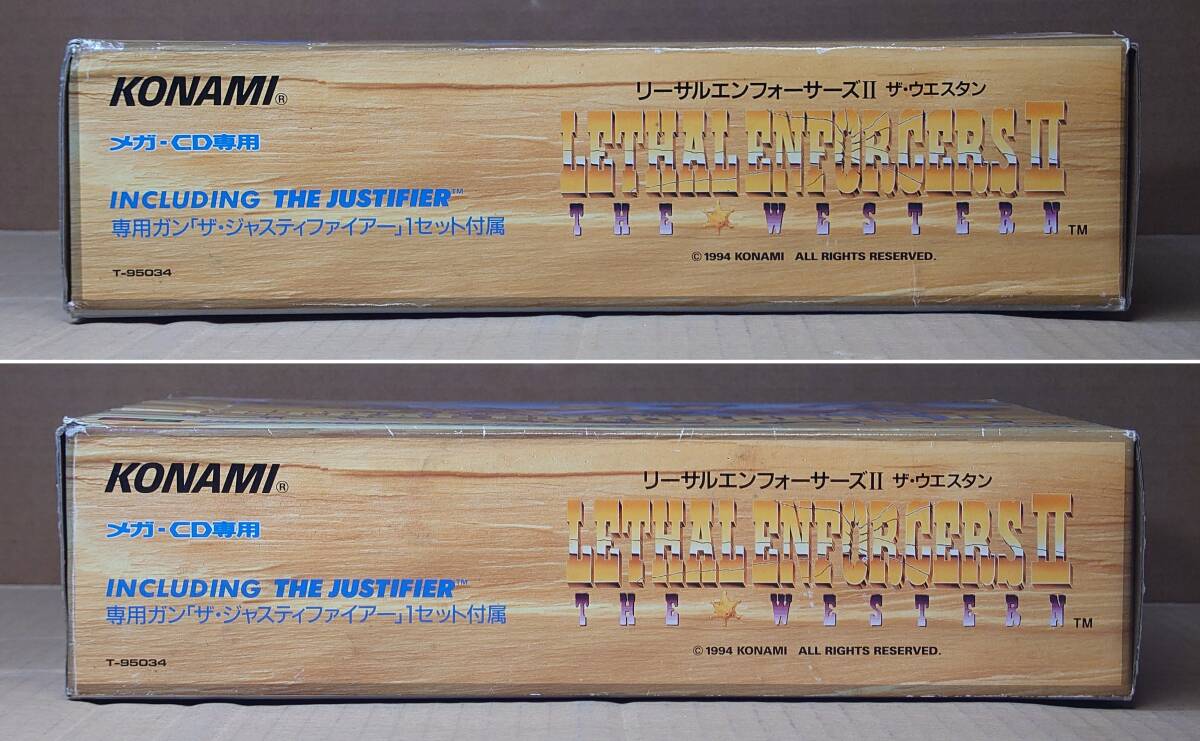 KONAMI®
メガ-CD専用
INCLUDING THE JUSTIFIER™
専用ガン「ザ・ジャスティファイアー」1セット付属
T-95034
リーサルエンフォーサーズII ザ・ウエスタン
LETHAL ENFORCERS II
THE WESTERN™
©1994 KONAMI ALL RIGHTS RESERVED.
KONAMI®
メガ-CD専用
INCLUDING THE JUSTIFIER™
専用ガン「ザ・ジャスティファイアー」1セット付属
T-95034
リーサルエンフォーサーズII ザ・ウエスタン
LETHAL ENFORCERS II
THE WESTERN™
©1994 KONAMI ALL RIGHTS RESERVED.